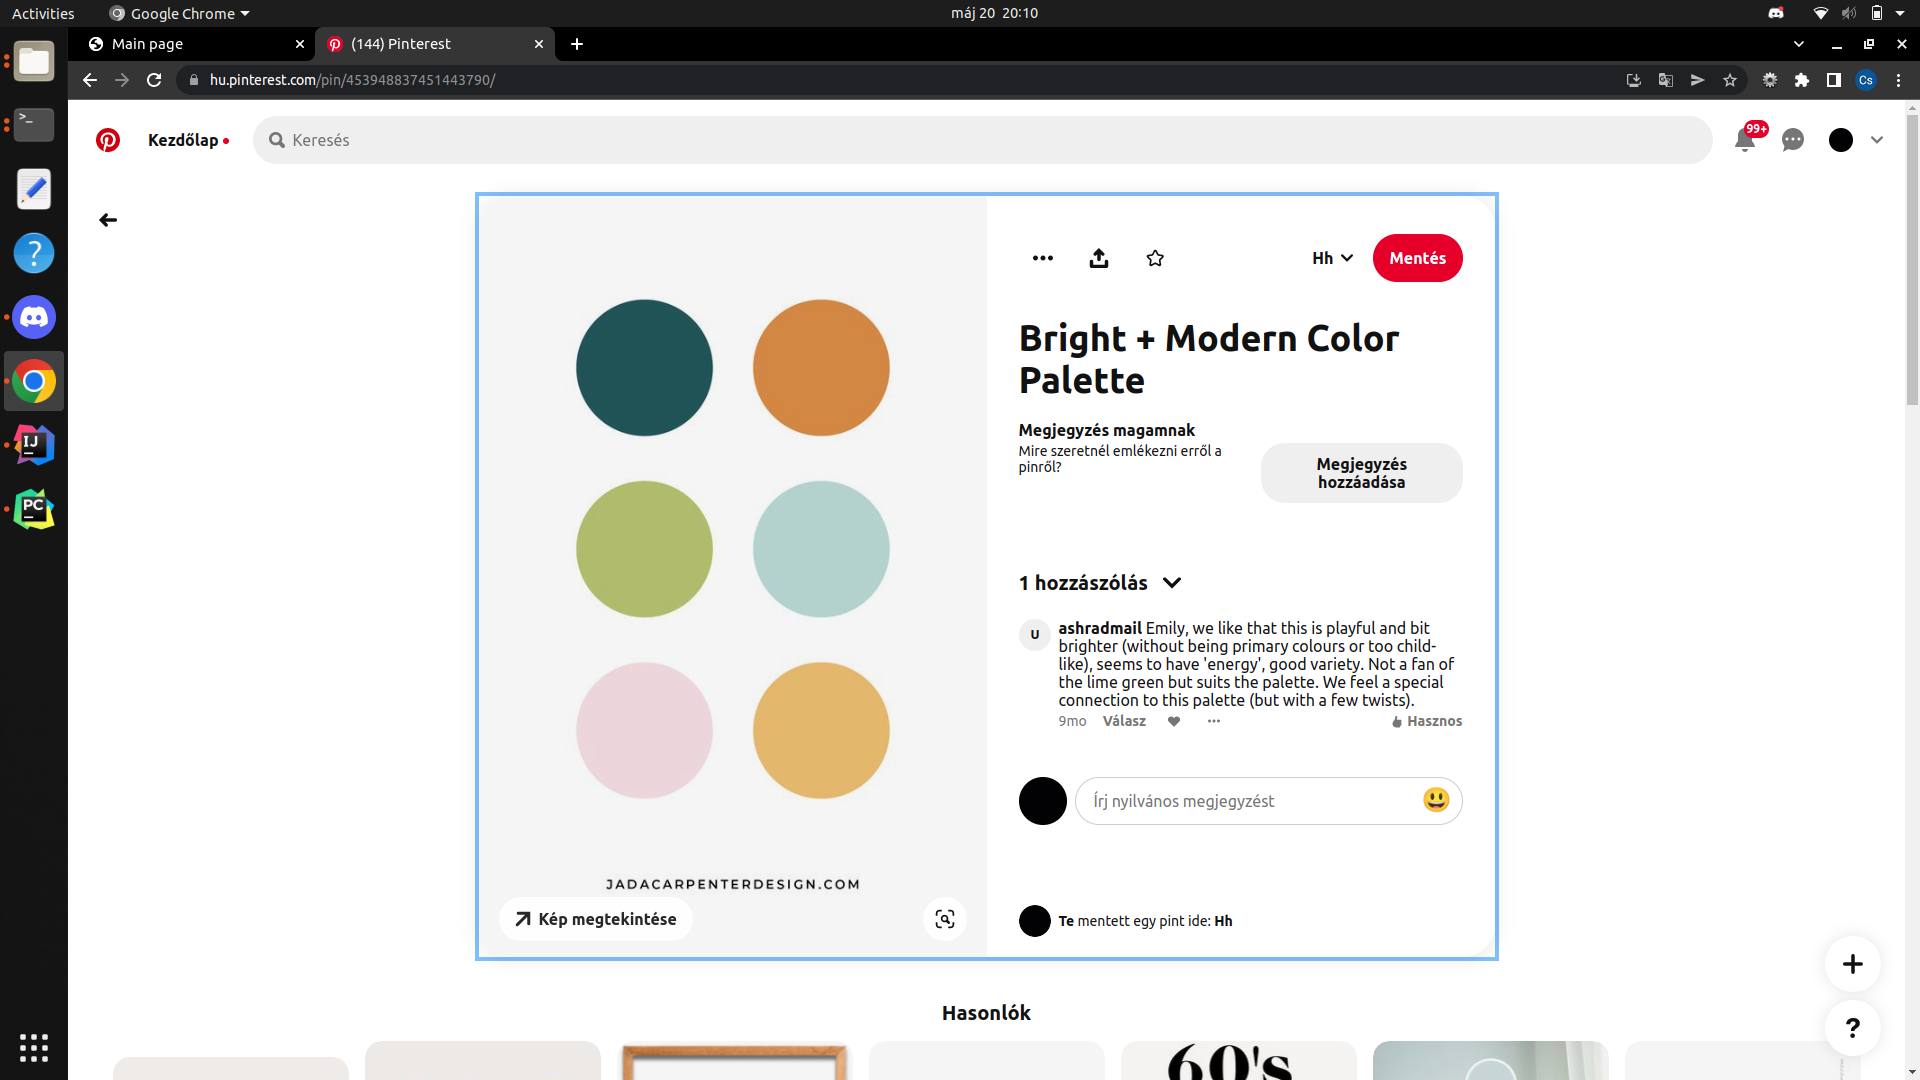 Activities
Google Chrome
máj 20 20:10
Main page
(144) Pinterest
hu.pinterest.com/pin/453948837451443790/
Cs
Kezdőlap
Keresés
99+
Hh
Mentés
Bright + Modern Color
Palette
Megjegyzés magamnak
Mire szeretnél emlékezni erről a
pinről?
Megjegyzés
hozzáadása
1 hozzászólás
U
ashradmail Emily, we like that this is playful and bit
brighter (without being primary colours or too child-
like), seems to have 'energy', good variety. Not a fan of
the lime green but suits the palette. We feel a special
connection to this palette (but with a few twists).
9mo Válasz
Hasznos
Írj nyilvános megjegyzést
JADACARPENTERDESIGN.COM
Kép megtekintése
Te mentett egy pint ide: Hh
Hasonlók
60's
IJ
PC
?